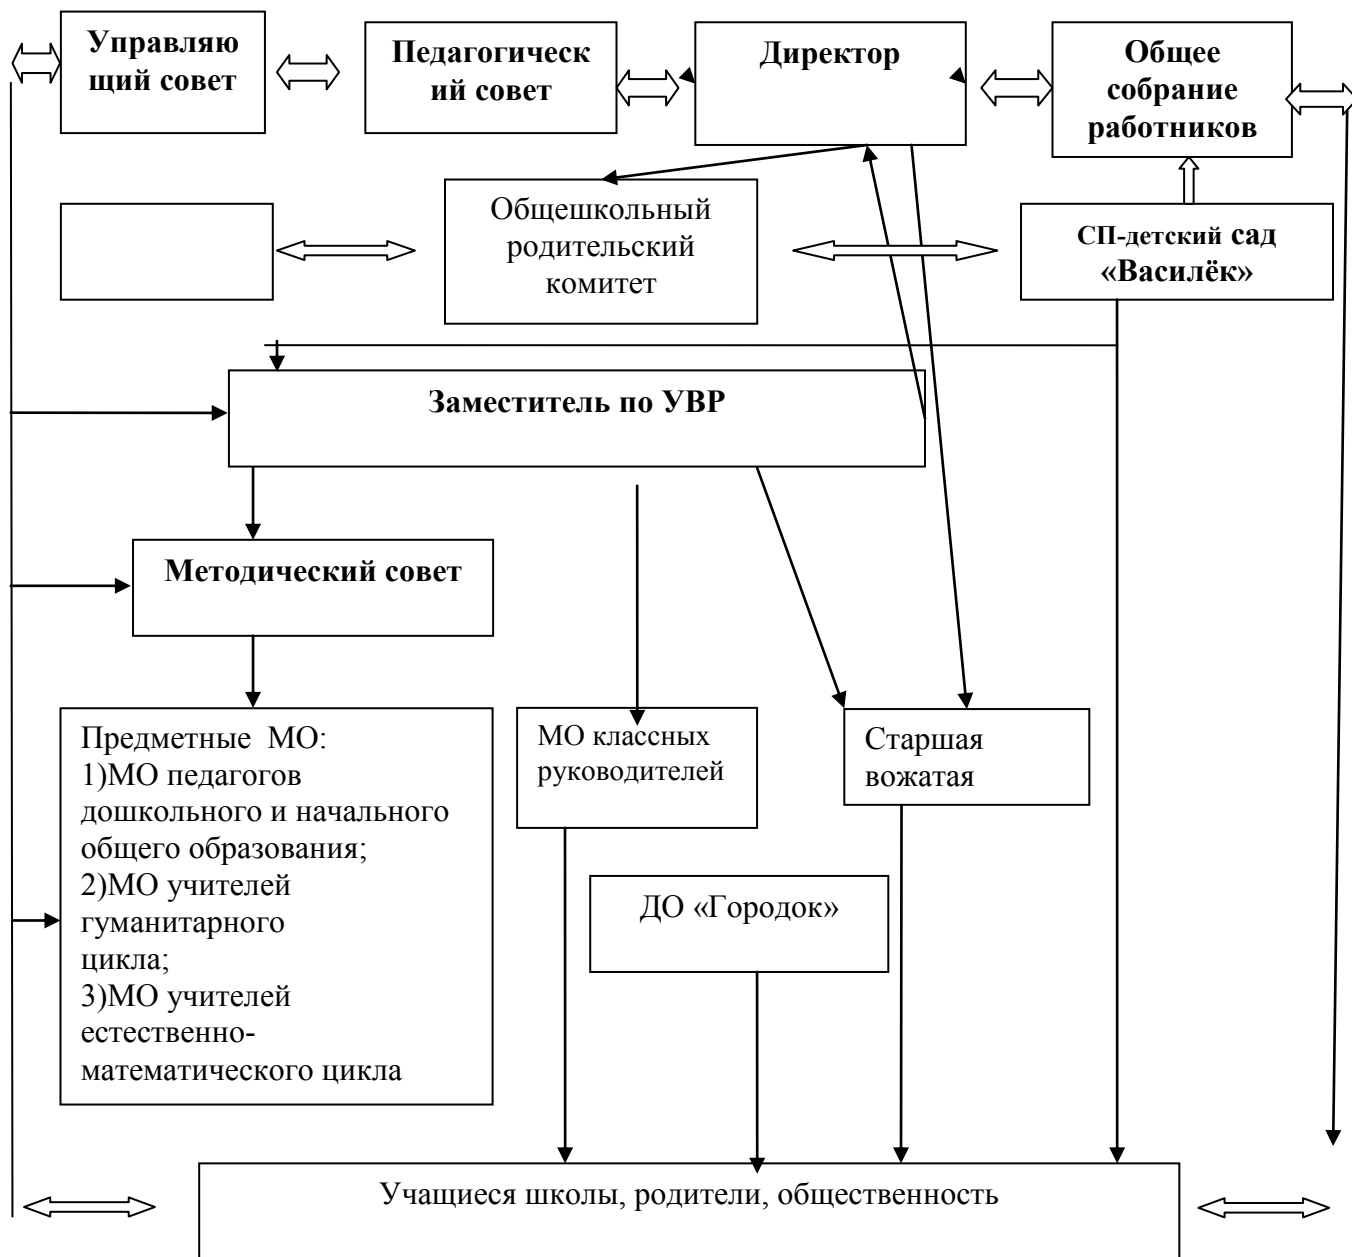 Управляю
щий совет
Педагогическ
ий совет
Директор
Общее
собрание
работников
Общешкольный
родительский
комитет
СП-детский сад
«Василёк»
Заместитель по УВР
Методический совет
Предметные МО:
1)МО педагогов
дошкольного и начального
общего образования;
2)МО учителей
гуманитарного
цикла;
3)МО учителей
естественно-
математического цикла
МО классных
руководителей
Старшая
вожатая
ДО «Городок»
Учащиеся школы, родители, общественность